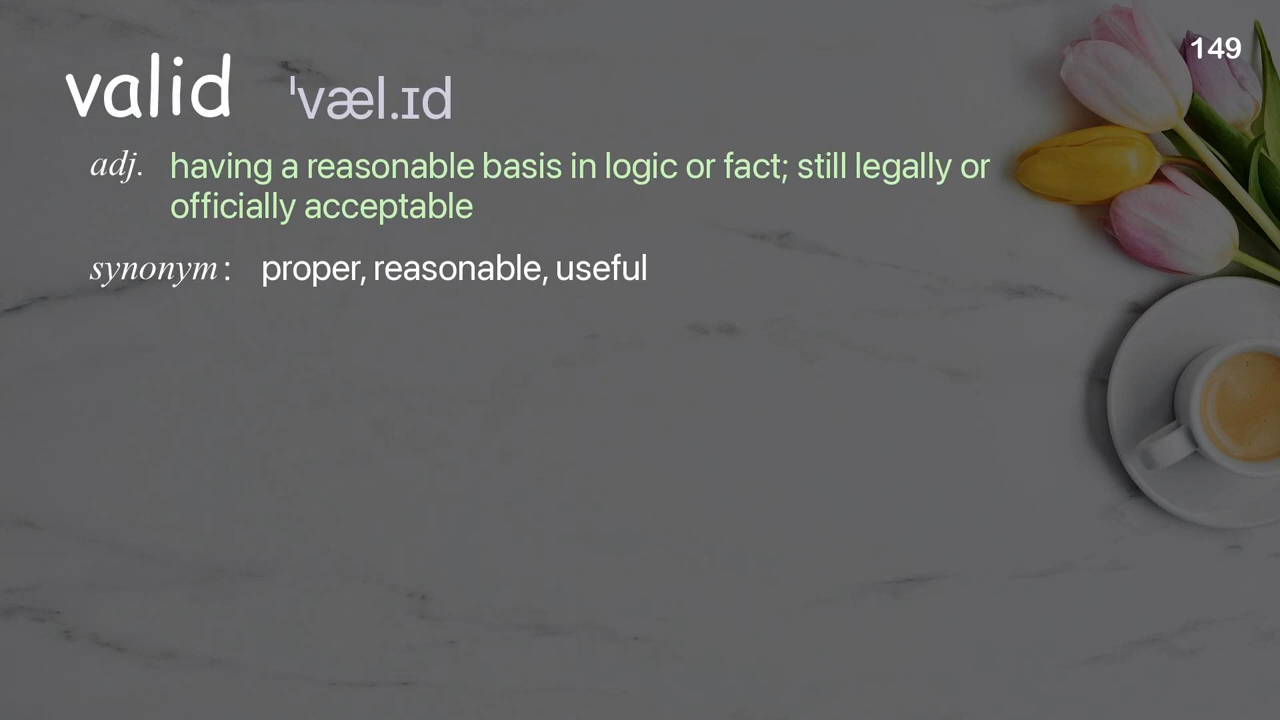 149
valid ˈvæl.ɪd
adj. having a reasonable basis in logic or fact; still legally or
officially acceptable
synonym: proper, reasonable, useful